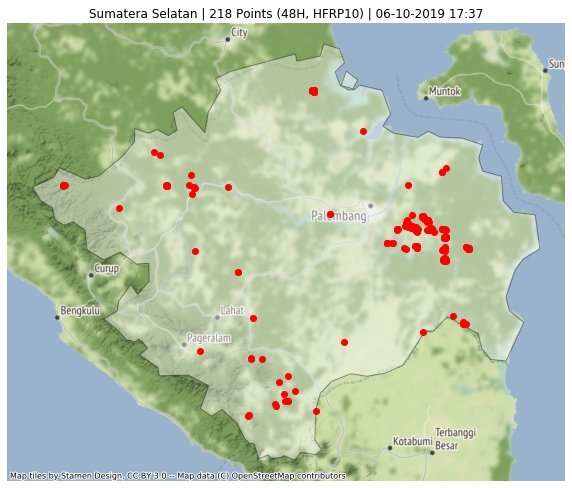 Sumatera Selatan | 218 Points (48H, HFRP10) | 06-10-2019 17:37
City
Muntok
Palembang
Curup
Bengkulu
Lahat
Pageralam
Kotabumi
Terbanggi
Besar
Map tiles by Stamen Design, CC BY 3.0 -- Map data (C) OpenStreetMap contributors